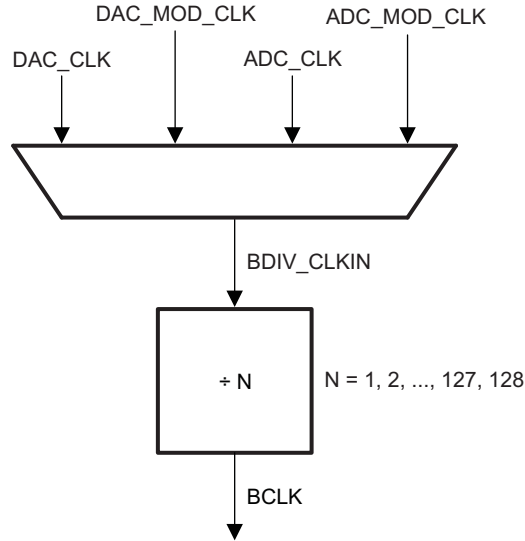 DAC_MOD_CLK
ADC_MOD_CLK
DAC_CLK
ADC_CLK
BDIV_CLKIN
÷ N
N = 1, 2, ..., 127, 128
BCLK